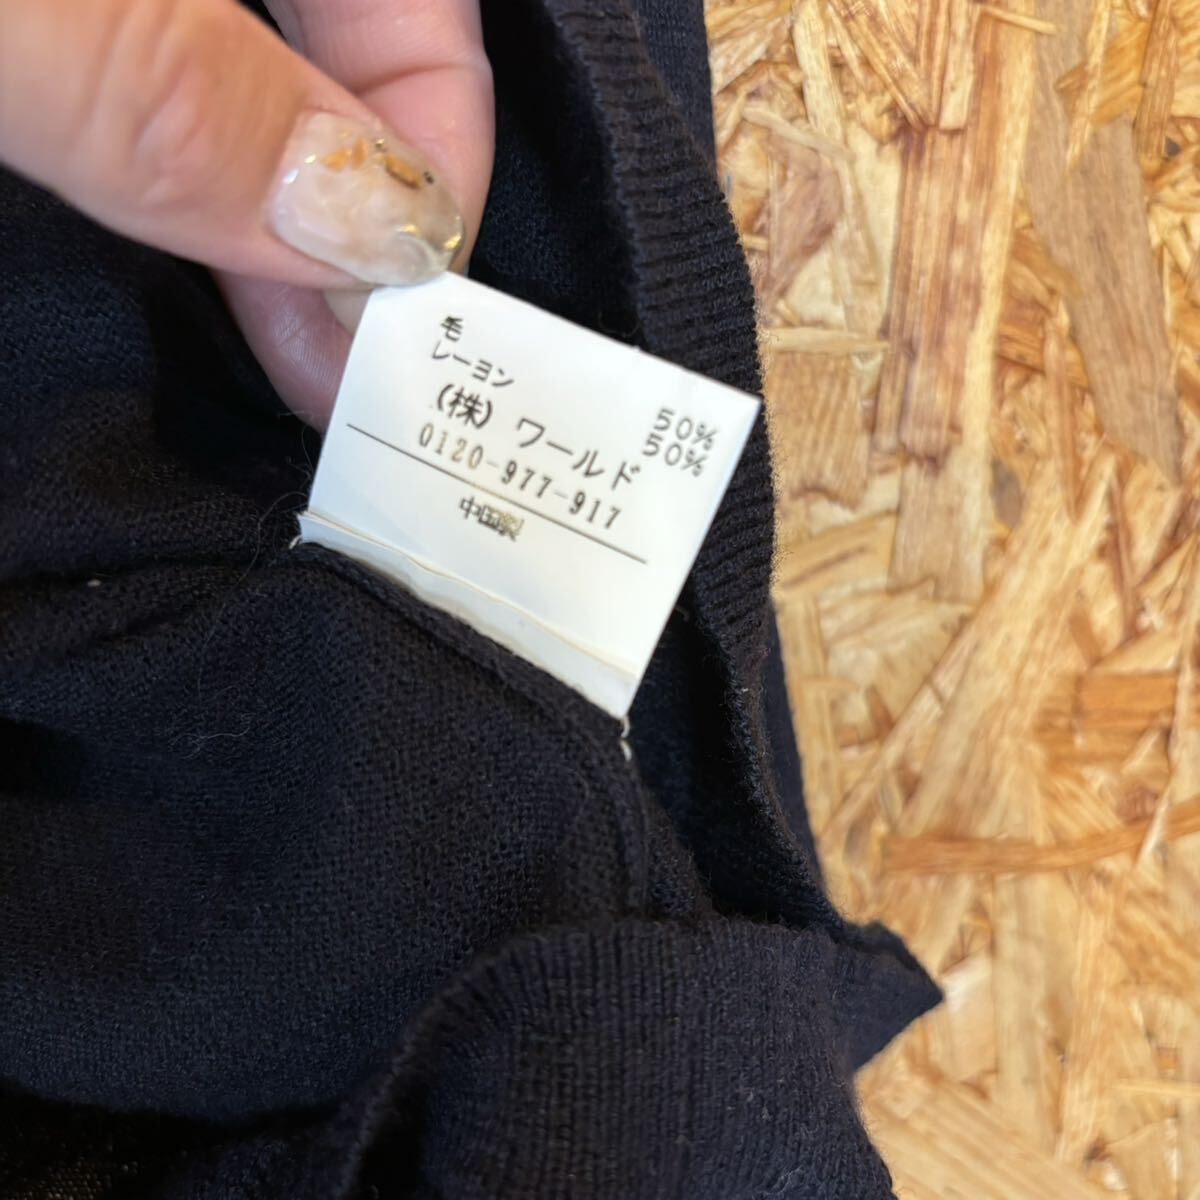 毛 50%
レーヨン 50%
(株) ワールド
0120-977-917
中国製